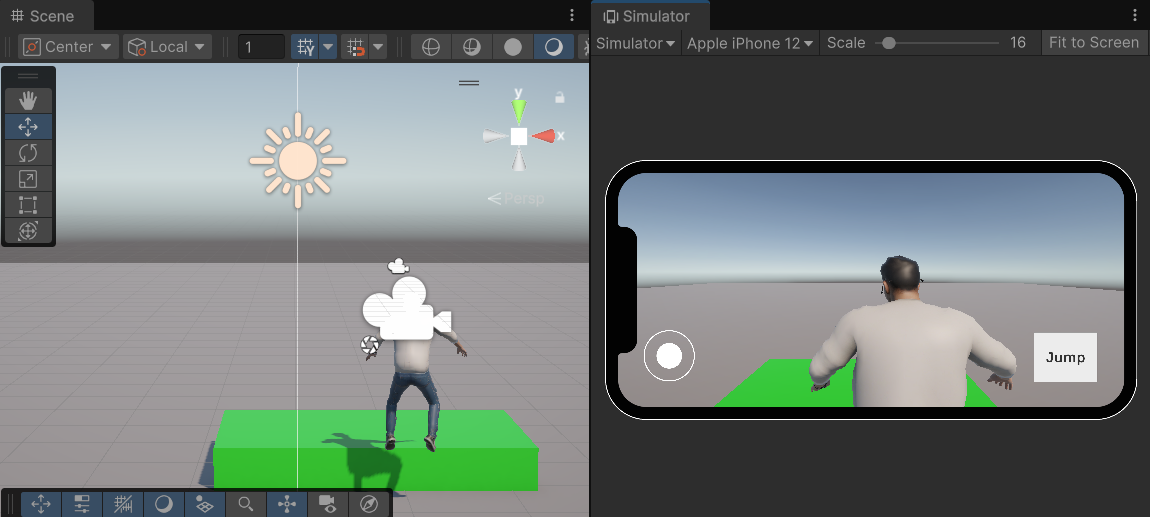 Scene
Simulator
Center
Local
1
Simulator
Apple iPhone 12
Scale
16
Fit to Screen
y
x
Persp
Y
Jump